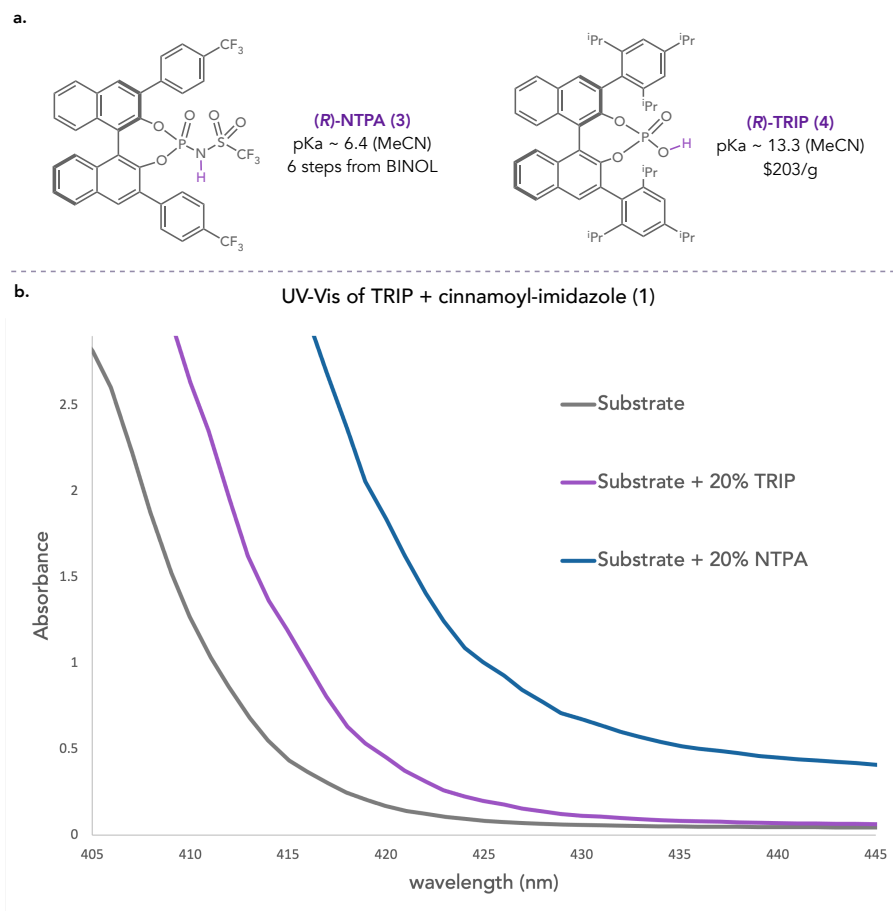 a.
CF3
O
O
P
O
N
H
S
O
O
CF3
CF3
(R)-NTPA (3)
pKa ~ 6.4 (MeCN)
6 steps from BINOL
iPr
iPr
iPr
O
O
P
O
O
H
iPr
iPr
iPr
(R)-TRIP (4)
pKa ~ 13.3 (MeCN)
$203/g
b.
UV-Vis of TRIP + cinnamoyl-imidazole (1)
Substrate
Substrate + 20% TRIP
Substrate + 20% NTPA
Absorbance
2.5
2
1.5
1
0.5
0
405 410 415 420 425 430 435 440 445
wavelength (nm)